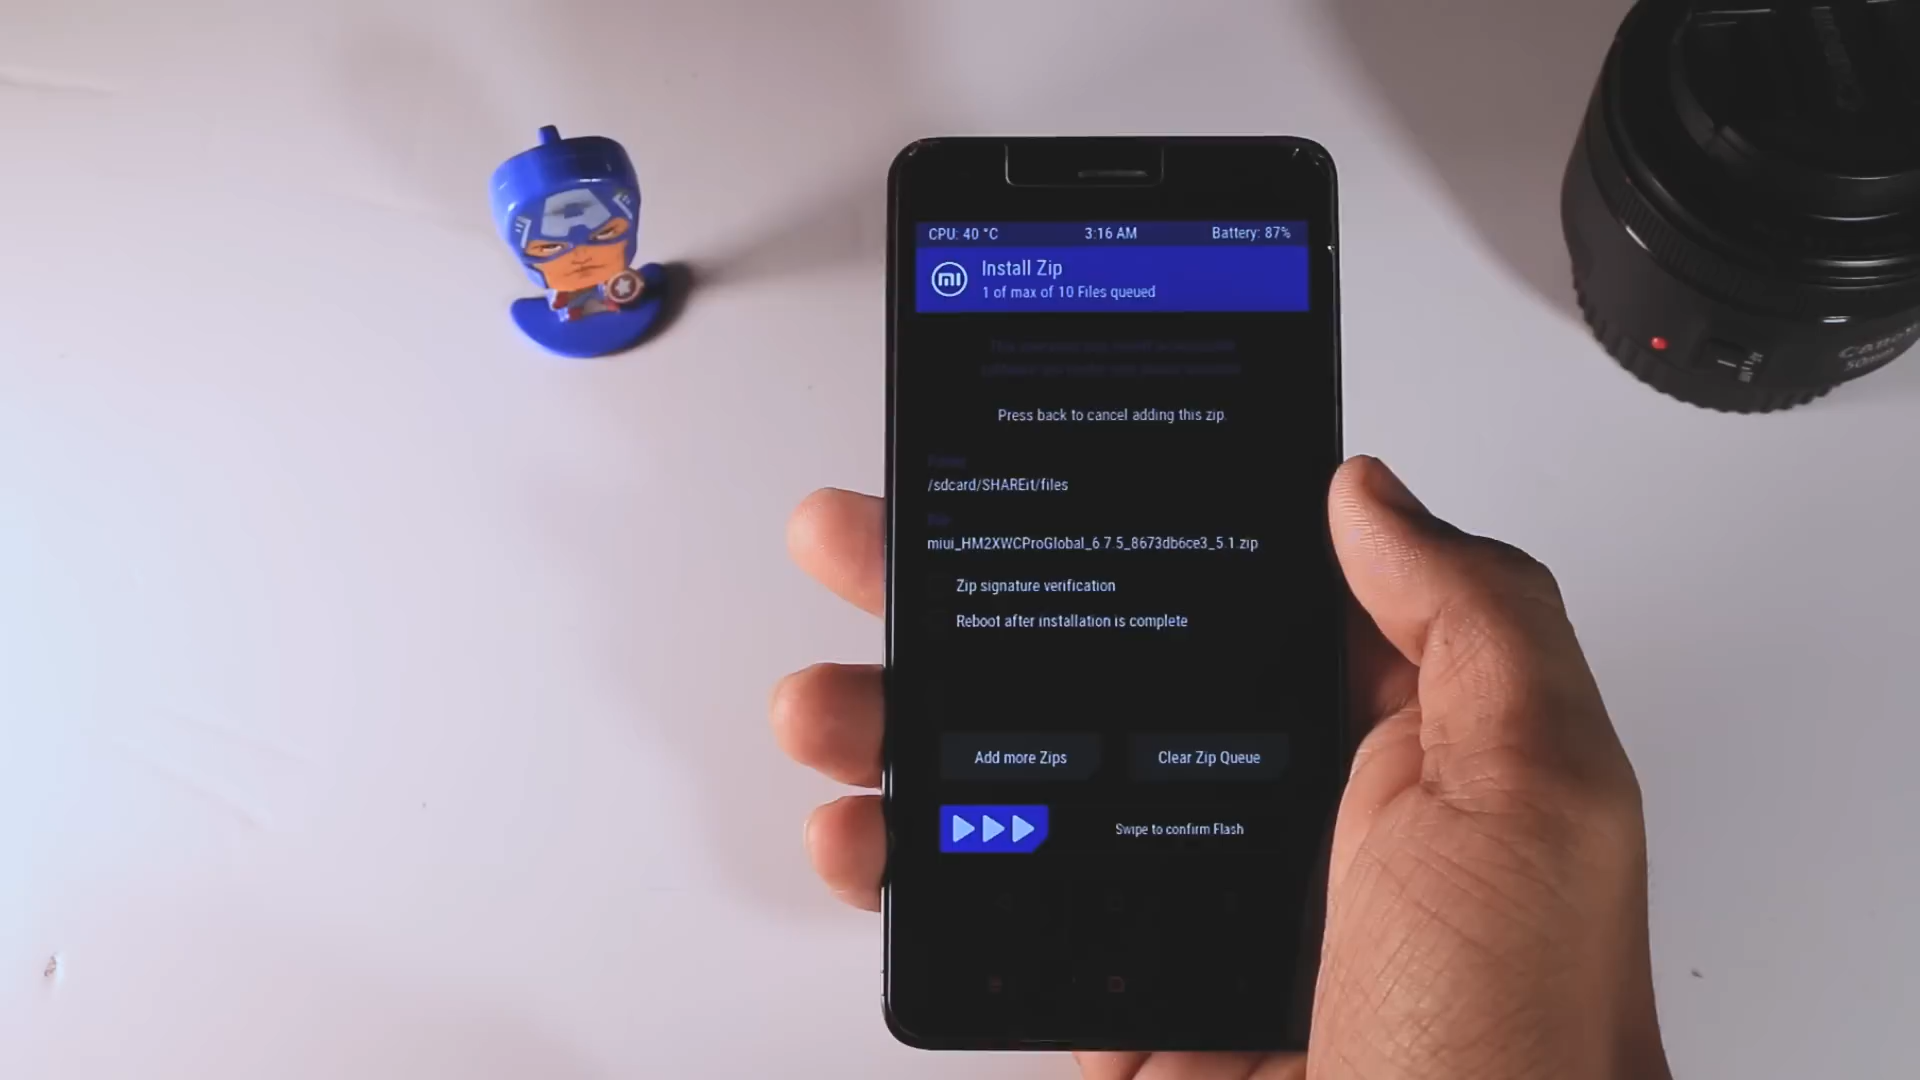 CPU: 40 °C 3:16 AM Battery: 87%
Install Zip
1 of max of 10 Files queued
Press back to cancel adding this zip.
/sdcard/SHAREit/files
miui_HM2XWCProGlobal_6.7.5_8673db6ce3_5.1.zip
Zip signature verification
Reboot after installation is complete
Add more Zips Clear Zip Queue
Swipe to confirm Flash
Canon
50mm